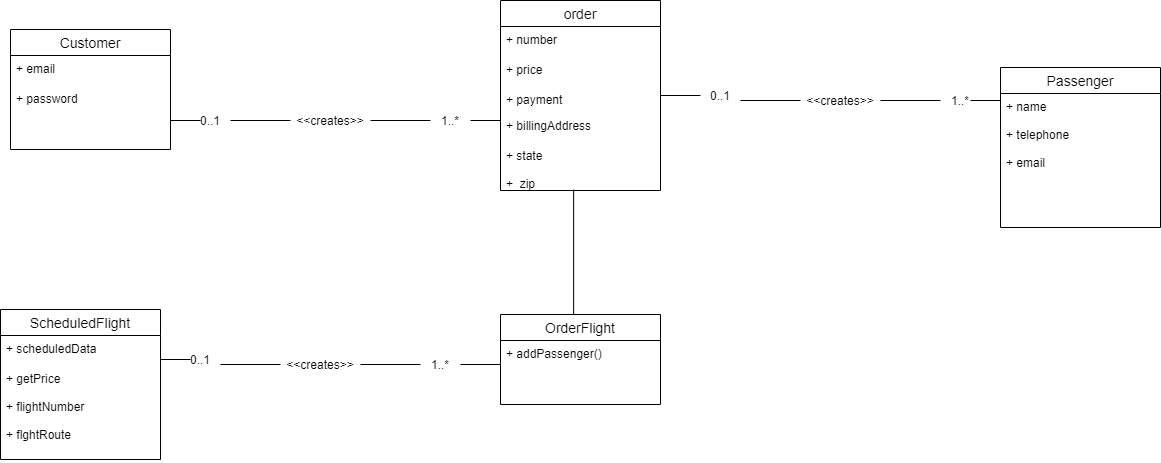 Customer
+ email
+ password
0..1
<<creates>>
1..*
order
+ number
+ price
+ payment
+ billingAddress
+ state
+ zip
0..1
<<creates>>
1..*
Passenger
+ name
+ telephone
+ email
ScheduledFlight
+ scheduledData
+ getPrice
+ flightNumber
+ flghtRoute
0..1
<<creates>>
1..*
OrderFlight
+ addPassenger()